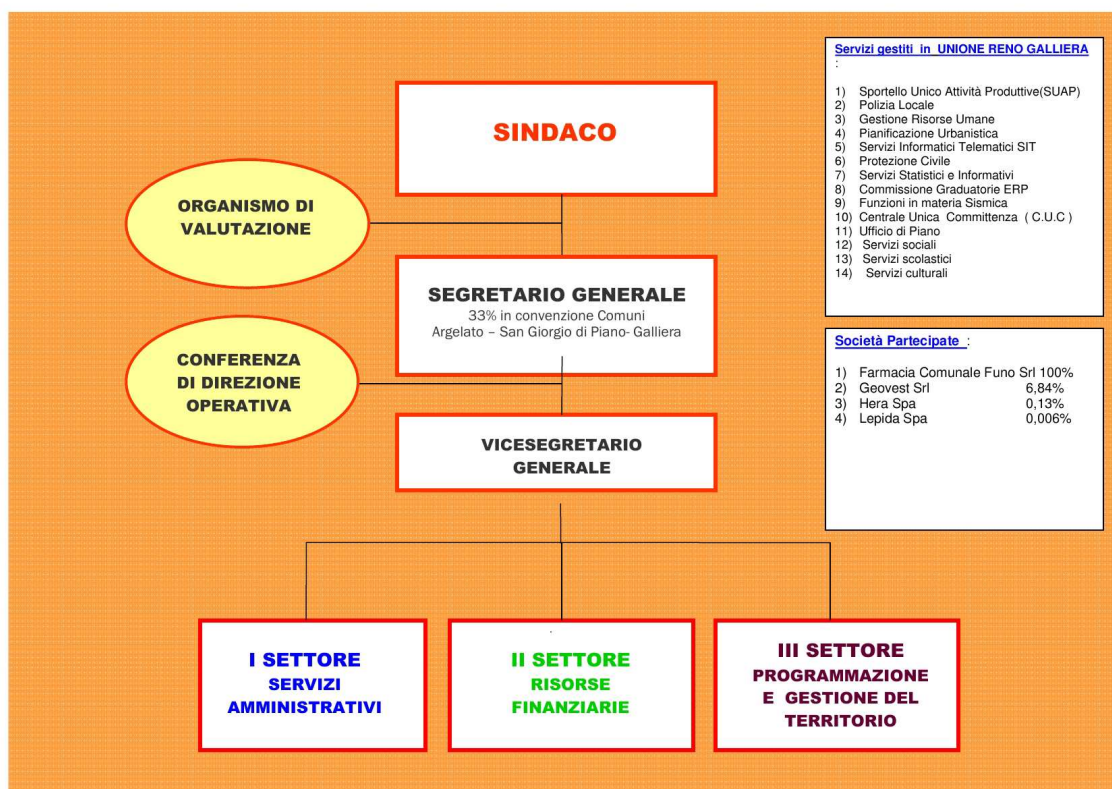 SINDACO
ORGANISMO DI
VALUTAZIONE
SEGRETARIO GENERALE
33% in convenzione Comuni
Argelato – San Giorgio di Piano- Galliera
CONFERENZA
DI DIREZIONE
OPERATIVA
VICESEGRETARIO
GENERALE
I SETTORE
SERVIZI
AMMINISTRATIVI
II SETTORE
RISORSE
FINANZIARIE
III SETTORE
PROGRAMMAZIONE
E GESTIONE DEL
TERRITORIO
Servizi gestiti in UNIONE RENO GALLIERA
:
1) Sportello Unico Attività Produttive(SUAP)
2) Polizia Locale
3) Gestione Risorse Umane
4) Pianificazione Urbanistica
5) Servizi Informatici Telematici SIT
6) Protezione Civile
7) Servizi Statistici e Informativi
8) Commissione Graduatorie ERP
9) Funzioni in materia Sismica
10) Centrale Unica Committenza ( C.U.C )
11) Ufficio di Piano
12) Servizi sociali
13) Servizi scolastici
14) Servizi culturali
Società Partecipate :
1) Farmacia Comunale Funo Srl 100%
2) Geovest Srl 6,84%
3) Hera Spa 0,13%
4) Lepida Spa 0,006%